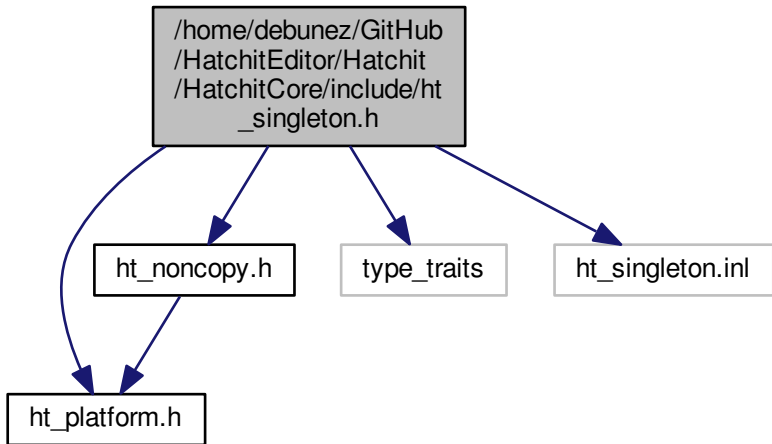 /home/debunez/GitHub
/HatchitEditor/Hatchit
/HatchitCore/include/ht
_singleton.h
ht_noncopy.h
type_traits
ht_singleton.inl
ht_platform.h